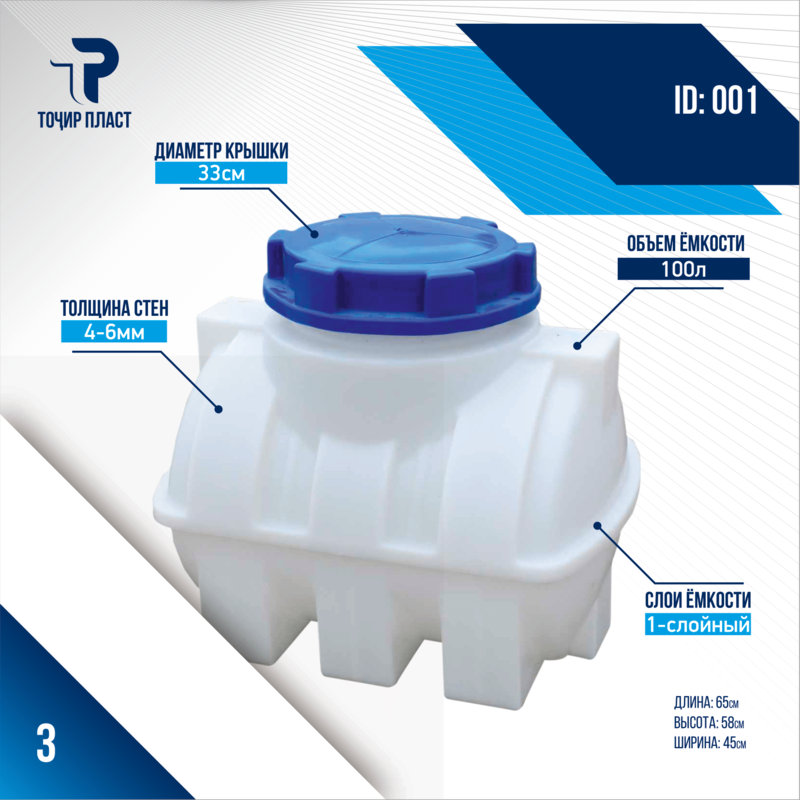 ТОҶИР ПЛАСТ
ID: 001
ДИАМЕТР КРЫШКИ
33см
ОБЪЕМ ЁМКОСТИ
100л
ТОЛЩИНА СТЕН
4-6мм
СЛОИ ЁМКОСТИ
1-слойный
ДЛИНА: 65см
ВЫСОТА: 58см
ШИРИНА: 45см
3